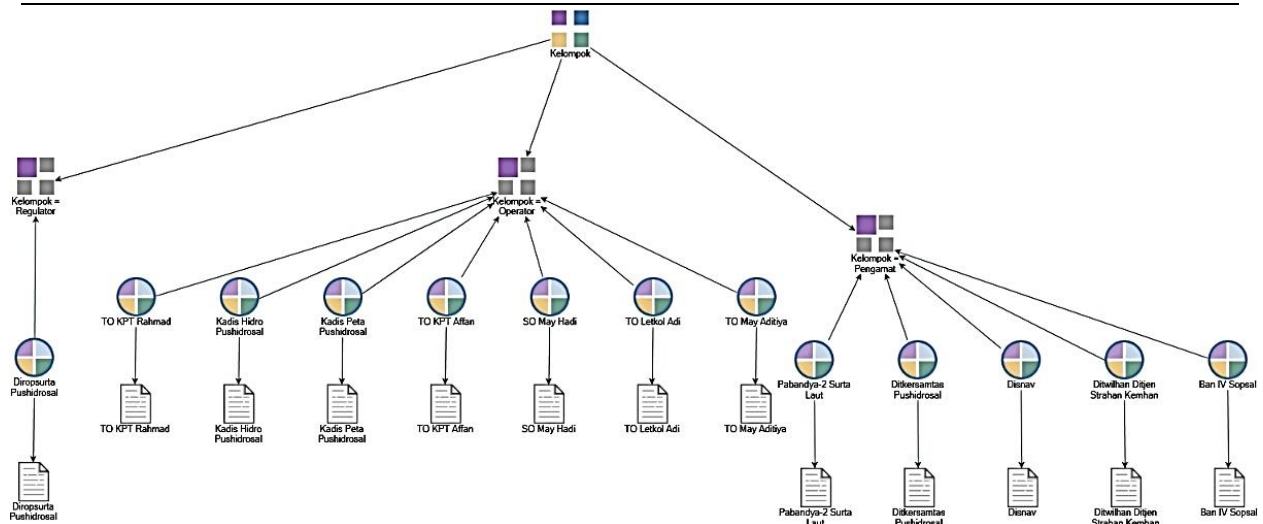 Kelompok
Kelompok =
Regulator
Kelompok =
Operator
Kelompok =
Pengamat
TO KPT Rahmad
Kadis Hidro
Pushidrosal
Kadis Peta
Pushidrosal
TO KPT Affan
SO May Hadi
TO Letkol Adi
TO May Aditiya
Diropsurta
Pushidrosal
Pabandya-2 Surta
Laut
Ditkersamtas
Pushidrosal
Disnav
Ditwilhan Ditjen
Strahan Kemhan
Ban IV Sopsal
TO KPT Rahmad
Kadis Hidro
Pushidrosal
Kadis Peta
Pushidrosal
TO KPT Affan
SO May Hadi
TO Letkol Adi
TO May Aditiya
Diropsurta
Pushidrosal
Pabandya-2 Surta
Laut
Ditkersamtas
Pushidrosal
Disnav
Ditwilhan Ditjen
Strahan Kemhan
Ban IV Sopsal